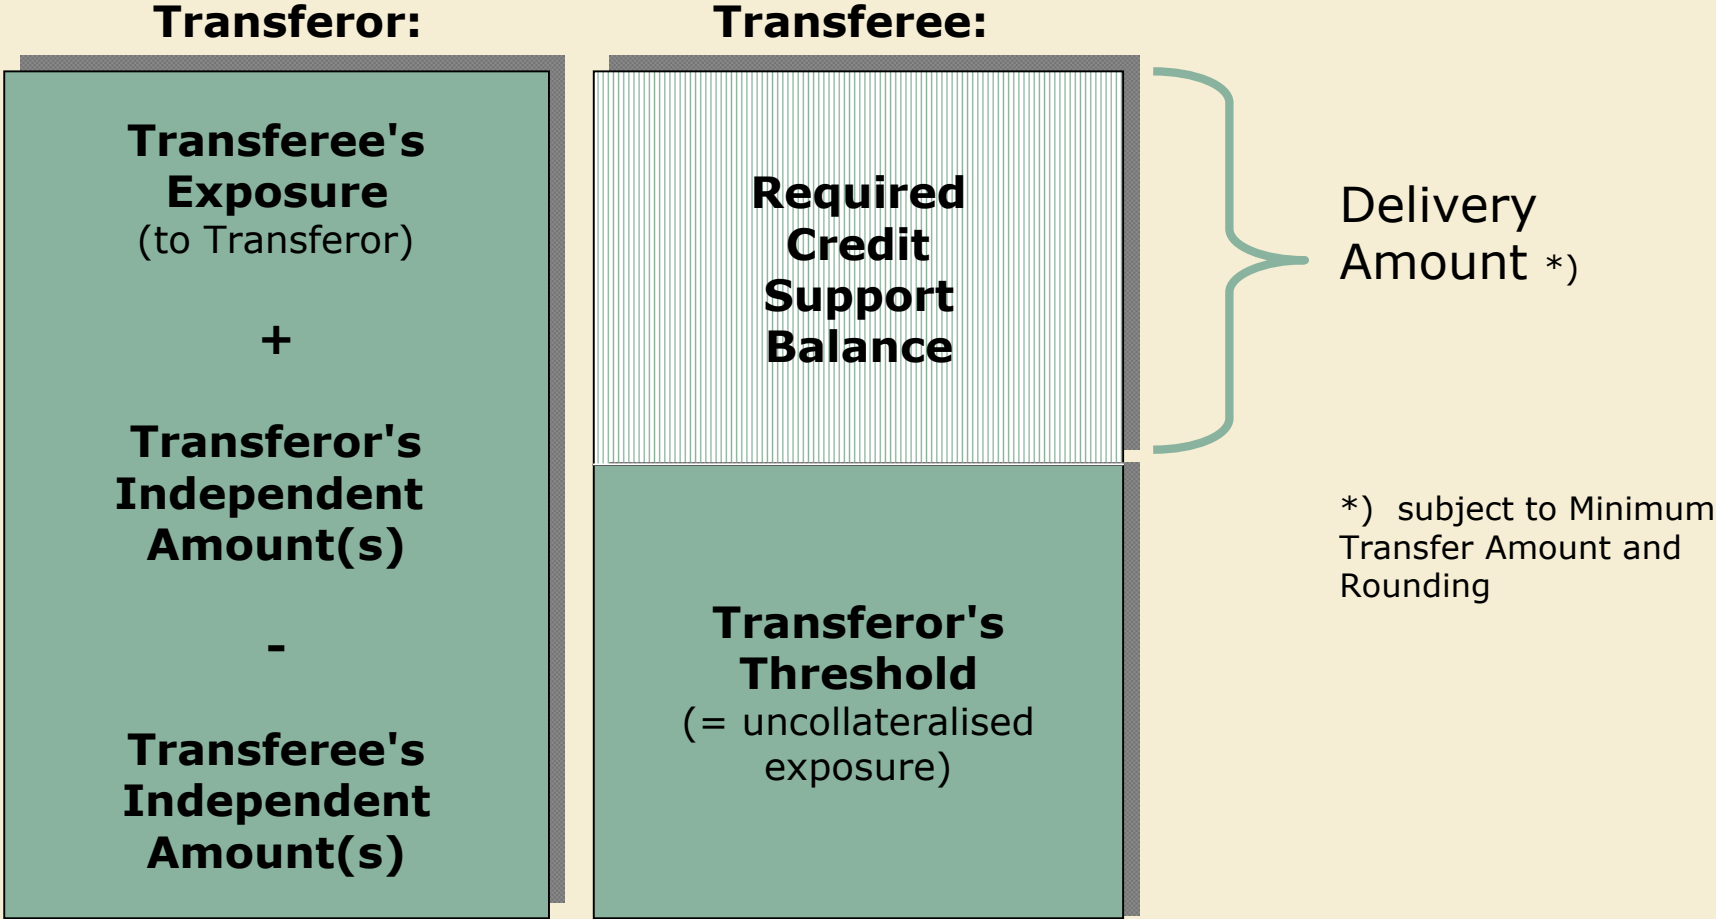 Transferor:
Transferee's
Exposure
(to Transferor)
+
Transferor's
Independent
Amount(s)
-
Transferee's
Independent
Amount(s)
Transferee:
Required
Credit
Support
Balance
Transferor's
Threshold
(= uncollateralised
exposure)
Delivery
Amount *)
*) subject to Minimum
Transfer Amount and
Rounding